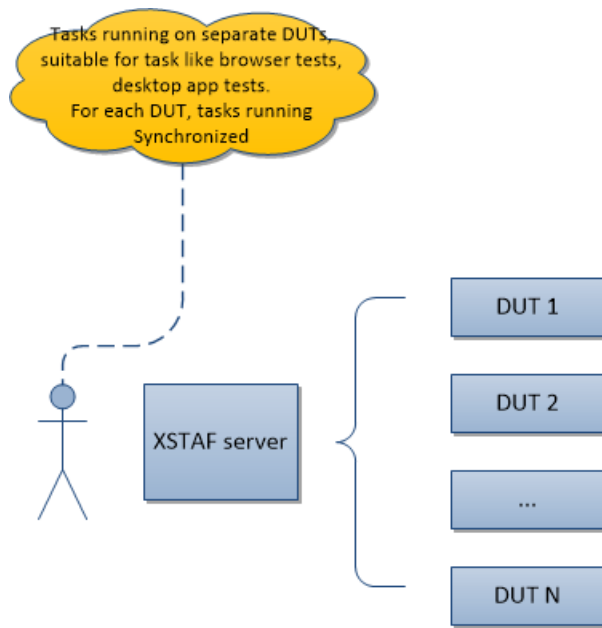 Tasks running on separate DUTs,
suitable for task like browser tests,
desktop app tests.
For each DUT, tasks running
Synchronized
DUT 1
XSTAF server
DUT 2
...
DUT N